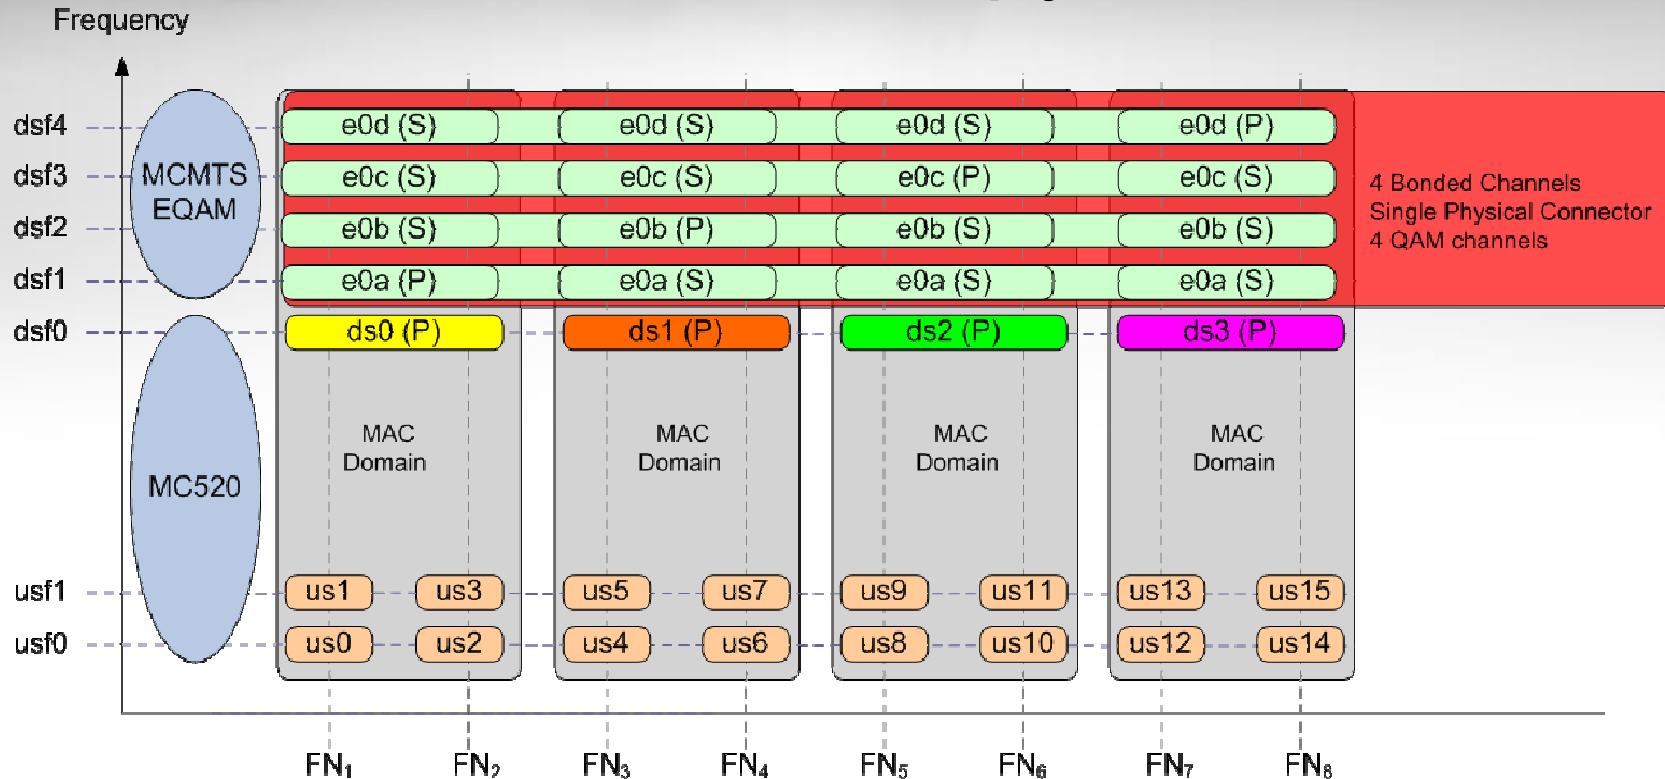 Frequency
dsf4 e0d (S) e0d (S) e0d (S) e0d (P)
dsf3 MCMTS e0c (S) e0c (S) e0c (P) e0c (S) 4 Bonded Channels
EQAM Single Physical Connector
dsf2 e0b (S) e0b (P) e0b (S) e0b (S) 4 QAM channels
dsf1 e0a (P) e0a (S) e0a (S) e0a (S)
dsf0 ds0 (P) ds1 (P) ds2 (P) ds3 (P)
MAC MAC MAC MAC
Domain Domain Domain Domain
MC520
usf1 us1 us3 us5 us7 us9 us11 us13 us15
usf0 us0 us2 us4 us6 us8 us10 us12 us14
FN1 FN2 FN3 FN4 FN5 FN6 FN7 FN8